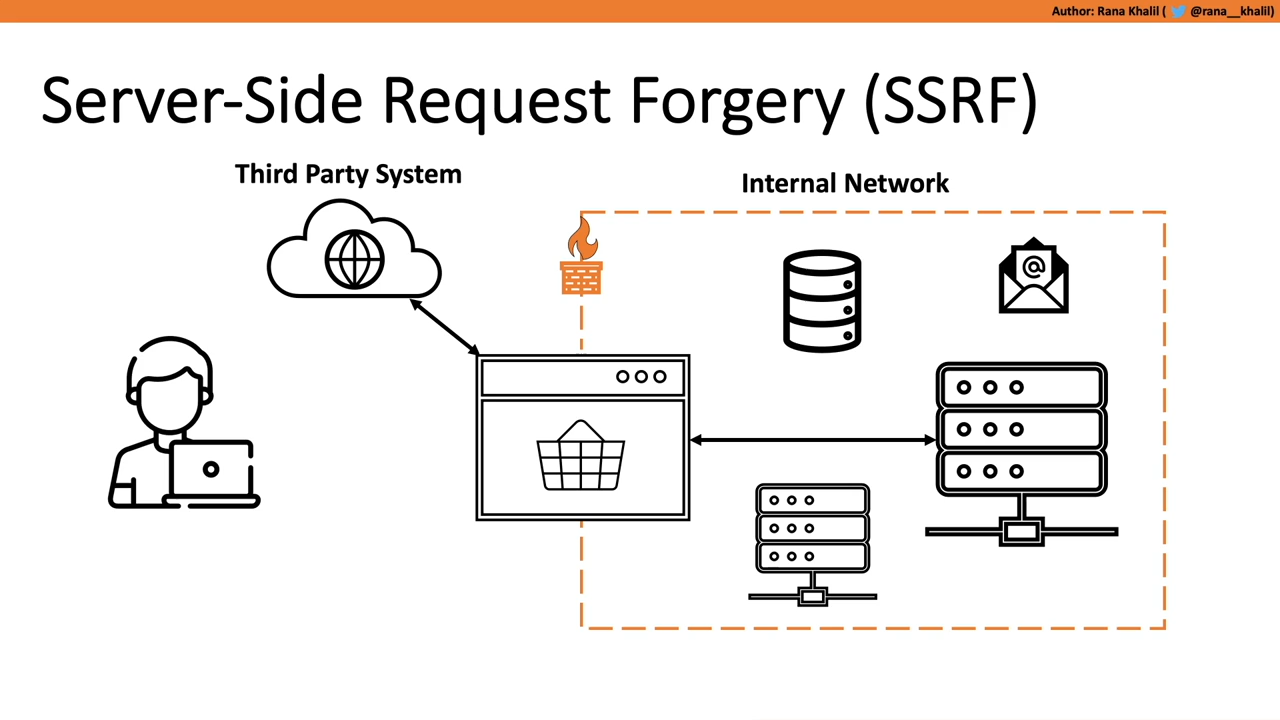 Author: Rana Khalil ( @rana__khalil)
Server-Side Request Forgery (SSRF)
Third Party System
Internal Network
@